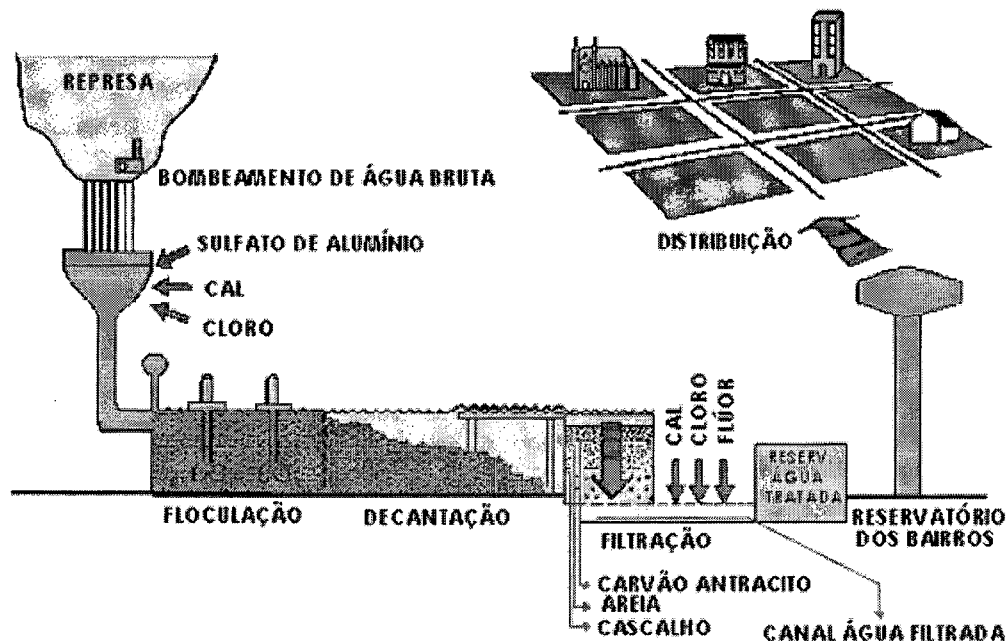 REPRESA
BOMBEAMENTO DE ÁGUA BRUTA
SULFATO DE ALUMÍNIO
CAL
CLORO
DISTRIBUIÇÃO
CAL
CLORO
FLÚOR
RESERV.
ÁGUA
TRATADA
FLOCULAÇÃO
DECANTAÇÃO
FILTRAÇÃO
RESERVATÓRIO
DOS BAIRROS
CARVÃO ANTRACITO
AREIA
CASCALHO
CANAL ÁGUA FILTRADA